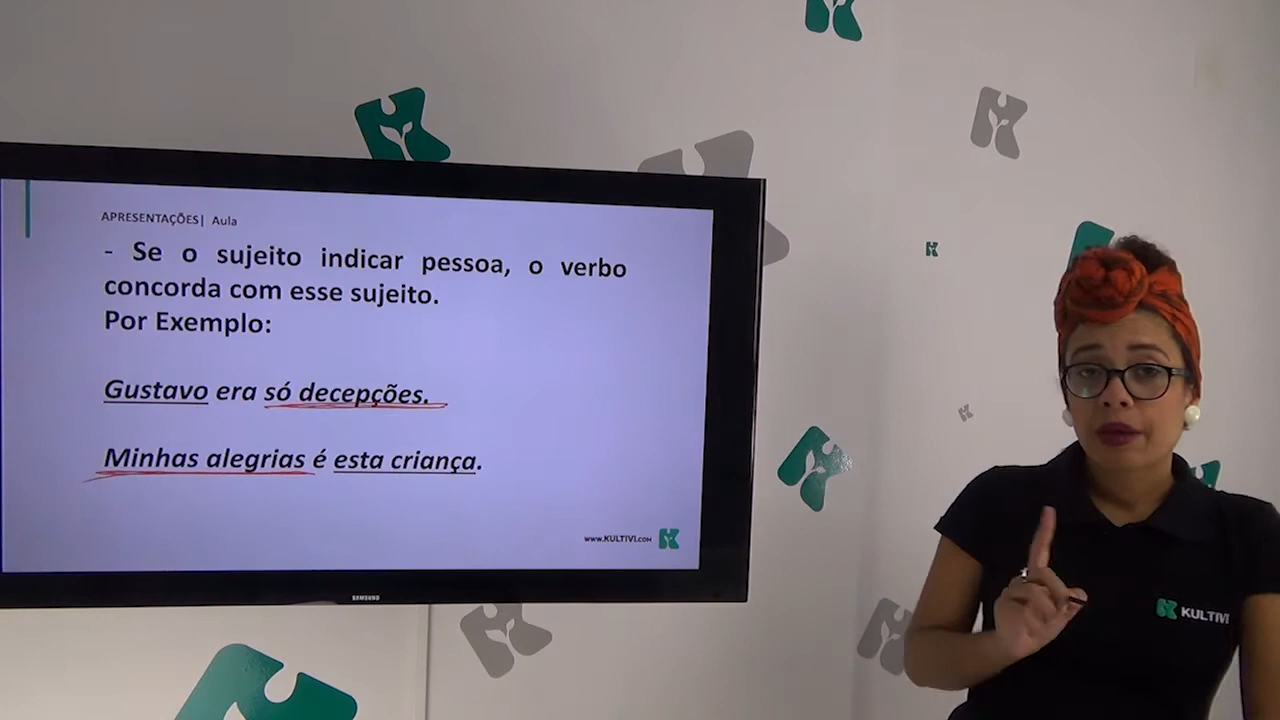 APRESENTAÇÕES| Aula
- Se o sujeito indicar pessoa, o verbo
concorda com esse sujeito.
Por Exemplo:
Gustavo era só decepções.
Minhas alegrias é esta criança.
www.KULTIVI.COM
SAMSUNG
KULTIVI